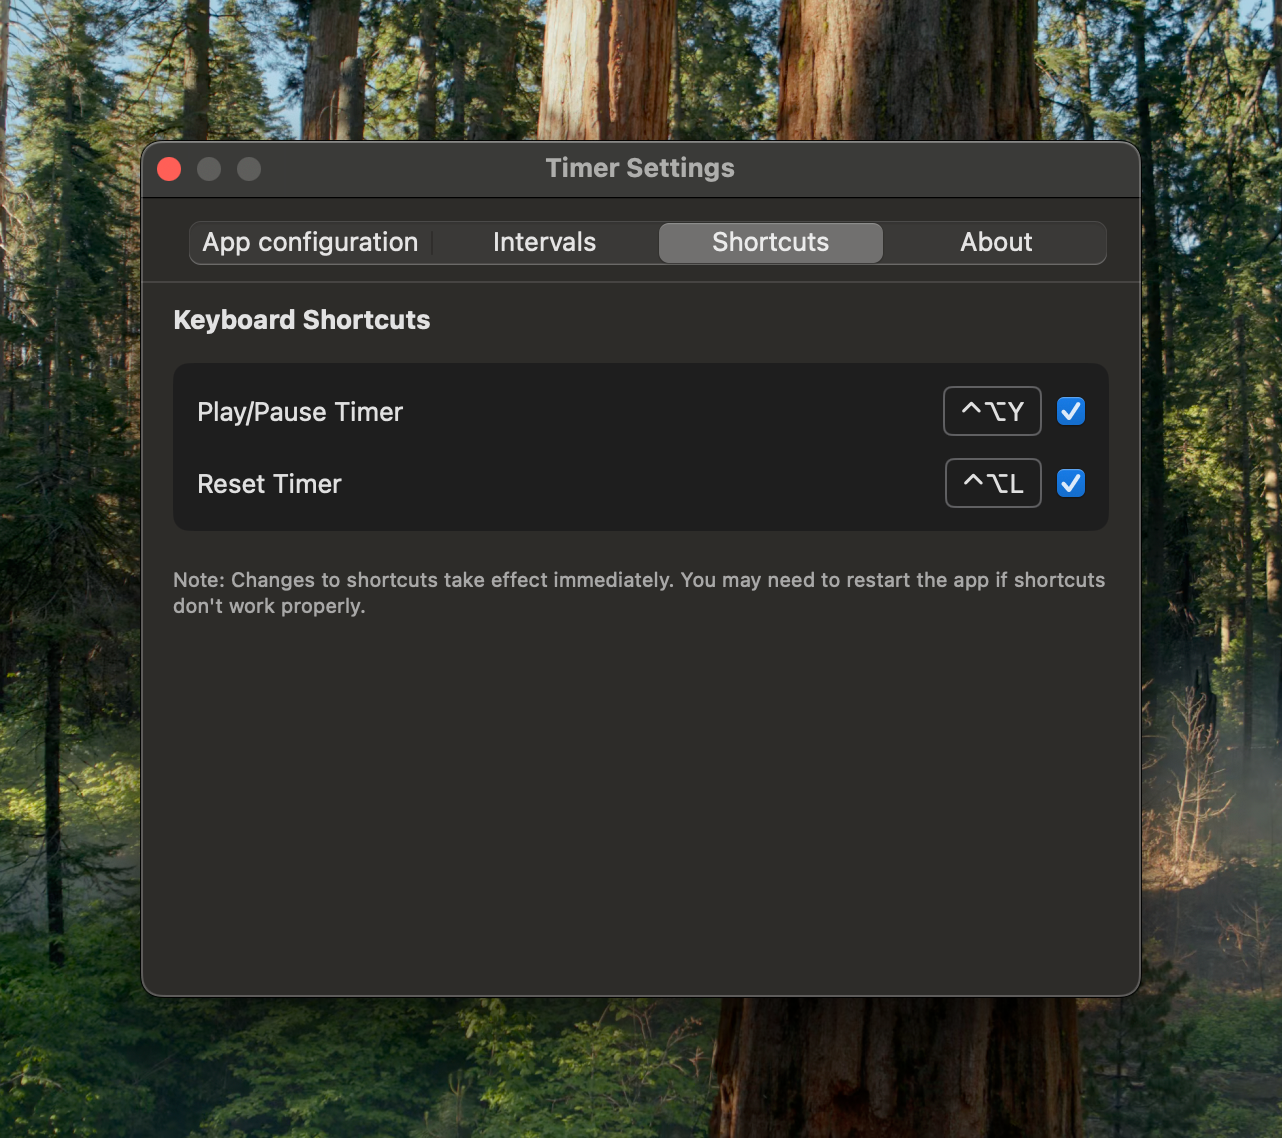 Timer Settings
App configuration
Intervals
Shortcuts
About
Keyboard Shortcuts
Play/Pause Timer
^⌥Y
Reset Timer
^⌥L
Note: Changes to shortcuts take effect immediately. You may need to restart the app if shortcuts
don't work properly.